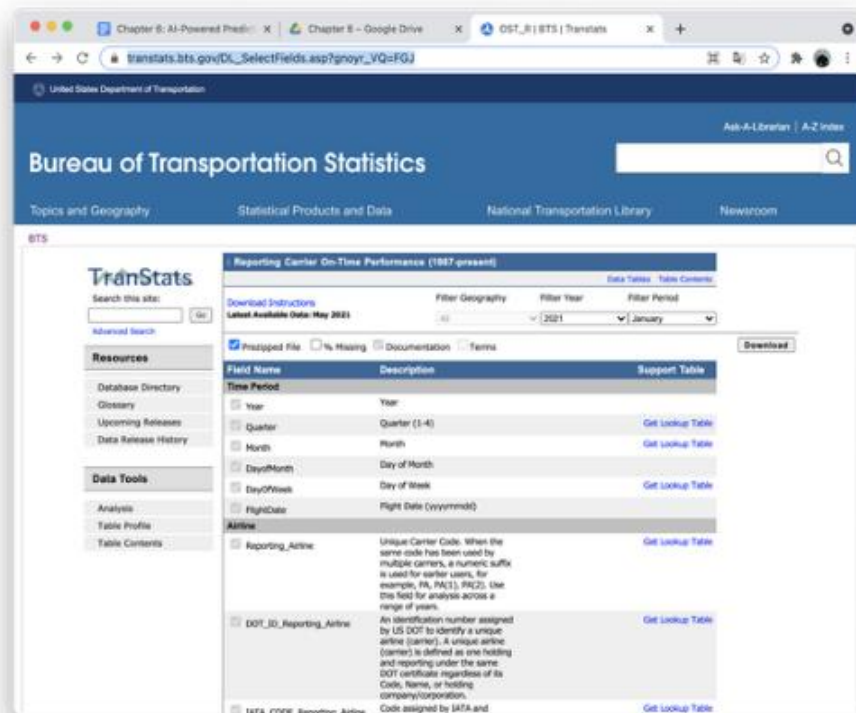 Chapter 8 – Google Drive
OST_R | BTS | Transtats
transtats.bts.gov/DL_SelectFields.asp?gnoyr_VQ=FGJ
United States Department of Transportation
Ask-A-Librarian | A-Z Index
Bureau of Transportation Statistics
Topics and Geography Statistical Products and Data National Transportation Library Newsroom
BTS
TranStats
Search this site:
Go
Advanced Search
Resources
Database Directory
Glossary
Upcoming Releases
Data Release History
Data Tools
Analysis
Table Profile
Table Contents
Reporting Carrier On-Time Performance (1987-present)
Data Tables Table Contents
Download Instructions
Latest Available Data: May 2021
Filter Geography Filter Year Filter Period
All 2021 January
Prezipped File % Missing Documentation Terms
Download
Field Name Description Support Table
Time Period
Year Year
Quarter Quarter (1-4) Get Lookup Table
Month Month Get Lookup Table
DayofMonth Day of Month
DayOfWeek Day of Week Get Lookup Table
FlightDate Flight Date (yyyymmdd)
Airline
Reporting_Airline Unique Carrier Code. When the Get Lookup Table
same code has been used by
multiple carriers, a numeric suffix
is used for earlier users, for
example, PA, PA(1), PA(2). Use
this field for analysis across a
range of years.
DOT_ID_Reporting_Airline An identification number assigned Get Lookup Table
by US DOT to identify a unique
airline (carrier). A unique airline
(carrier) is defined as one holding
and reporting under the same
DOT certificate regardless of its
Code, Name, or holding
company/corporation.
IATA_CODE_Reporting_Airline Code assigned by IATA and Get Lookup Table